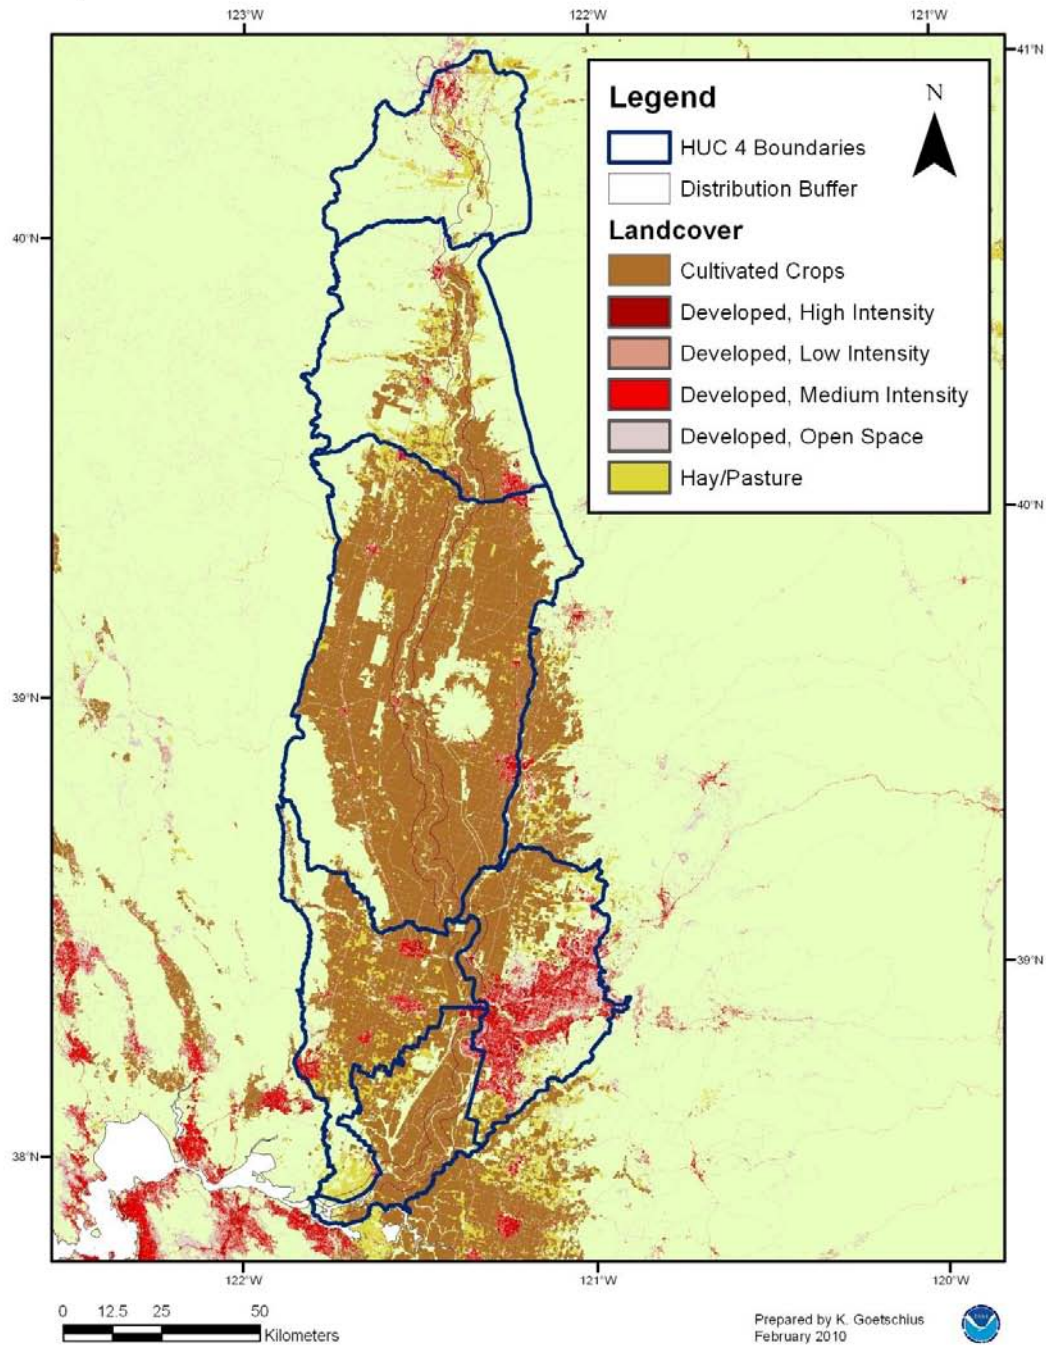 123°W 122°W 121°W
41°N
Legend
N
HUC 4 Boundaries
Distribution Buffer
Landcover
40°N
Cultivated Crops
Developed, High Intensity
Developed, Low Intensity
Developed, Medium Intensity
Developed, Open Space
Hay/Pasture
40°N
39°N
39°N
38°N
122°W 121°W 120°W
0 12.5 25 50
Kilometers
Prepared by K. Goetschius
February 2010